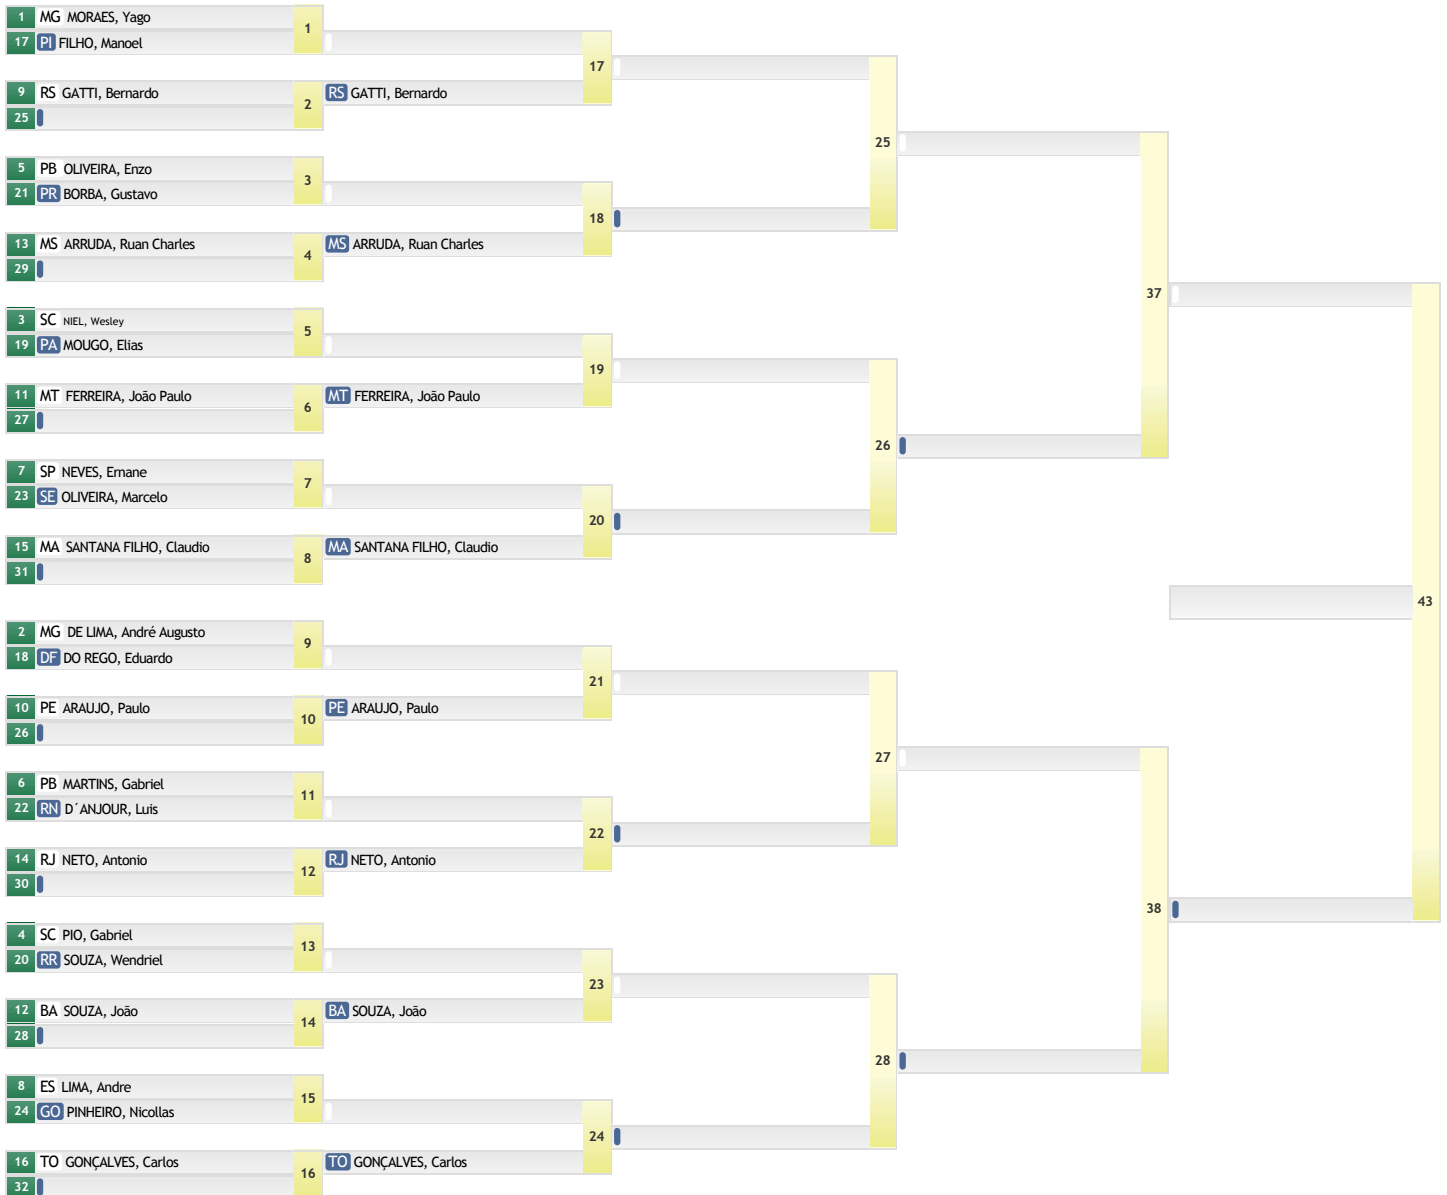 1 MG MORAES, Yago
1
17 PI FILHO, Manoel
17
9 RS GATTI, Bernardo
2
RS GATTI, Bernardo
25
25
5 PB OLIVEIRA, Enzo
3
21 PR BORBA, Gustavo
18
13 MS ARRUDA, Ruan Charles
4
MS ARRUDA, Ruan Charles
29
37
3 SC NIEL, Wesley
5
19 PA MOUGO, Elias
19
11 MT FERREIRA, João Paulo
6
MT FERREIRA, João Paulo
27
26
7 SP NEVES, Ernane
7
23 SE OLIVEIRA, Marcelo
20
15 MA SANTANA FILHO, Claudio
8
MA SANTANA FILHO, Claudio
31
43
2 MG DE LIMA, André Augusto
9
18 DF DO REGO, Eduardo
21
10 PE ARAUJO, Paulo
10
PE ARAUJO, Paulo
26
27
6 PB MARTINS, Gabriel
11
22 RN D´ANJOUR, Luis
22
14 RJ NETO, Antonio
12
RJ NETO, Antonio
30
38
4 SC PIO, Gabriel
13
20 RR SOUZA, Wendriel
23
12 BA SOUZA, João
14
BA SOUZA, João
28
28
8 ES LIMA, Andre
15
24 GO PINHEIRO, Nicollas
24
16 TO GONÇALVES, Carlos
16
TO GONÇALVES, Carlos
32